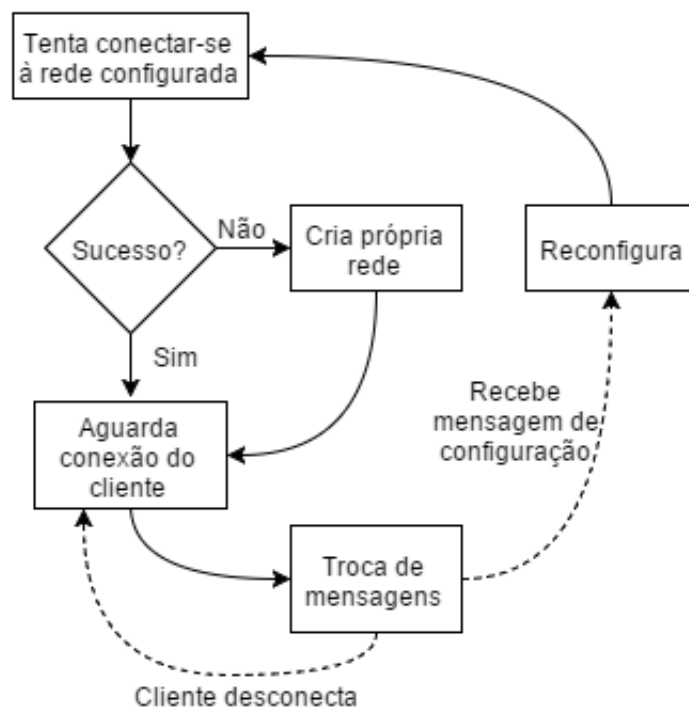 Tenta conectar-se
à rede configurada
Não
Sucesso?
Cria própria
rede
Reconfigura
Sim
Recebe
mensagem de
configuração
Aguarda
conexão do
cliente
Troca de
mensagens
Cliente desconecta